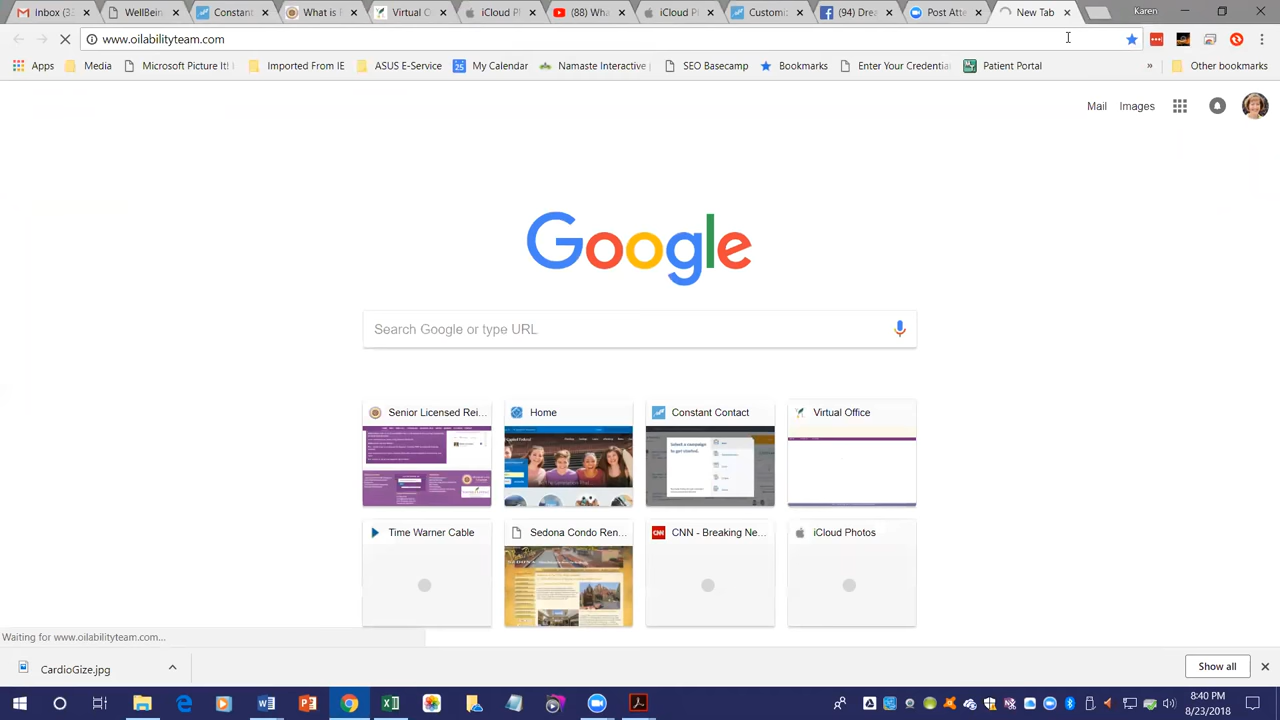 Inbox (33
WellBein
Constant
What is I
Virtual O
iCloud P
(88) Wha
iCloud P
Customiz
(94) Drea
Post Atte
New Tab
Karen
www.oilabilityteam.com
Apps
Media
Microsoft Picture It!
Imported From IE
ASUS E-Service
My Calendar
Namaste Interactive
SEO Basecamp
Bookmarks
Enter Your Credentia
Patient Portal
»
Other bookmarks
Mail
Images
Google
Search Google or type URL
Senior Licensed Rei...
Home
Constant Contact
Virtual Office
Time Warner Cable
Sedona Condo Ren...
CNN - Breaking Ne...
iCloud Photos
Waiting for www.oilabilityteam.com...
CardioGize.jpg
Show all
8:40 PM
8/23/2018